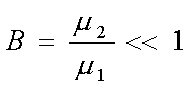 B = μ₂/μ₁ << 1